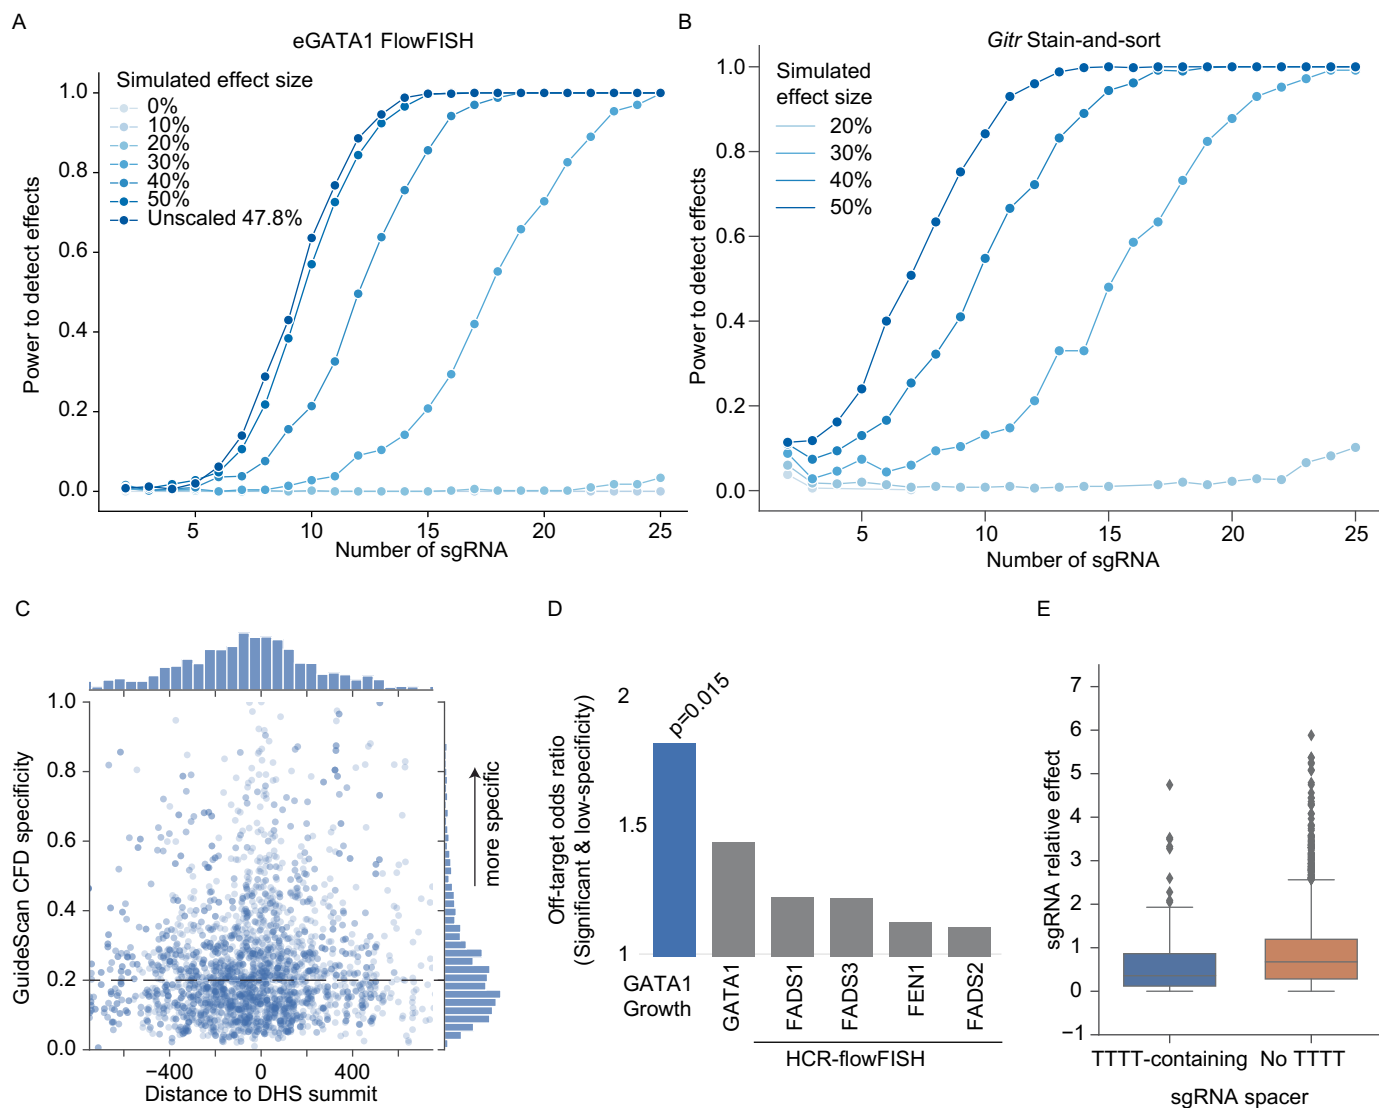 A
eGATA1 FlowFISH
Simulated effect size
0%
10%
20%
30%
40%
50%
Unscaled 47.8%
Power to detect effects
1.0
0.8
0.6
0.4
0.2
0.0
5 10 15 20 25
Number of sgRNA
B
Gitr Stain-and-sort
Simulated
effect size
20%
30%
40%
50%
Power to detect effects
1.0
0.8
0.6
0.4
0.2
0.0
5 10 15 20 25
Number of sgRNA
C
GuideScan CFD specificity
1.0
0.8
0.6
0.4
0.2
0.0
more specific
−400 0 400
Distance to DHS summit
D
Off-target odds ratio
(Significant & low-specificity)
2
1.5
1
p=0.015
GATA1
Growth
GATA1
FADS1
FADS3
FEN1
FADS2
HCR-flowFISH
E
sgRNA relative effect
7
6
5
4
3
2
1
0
−1
TTTT-containing No TTTT
sgRNA spacer